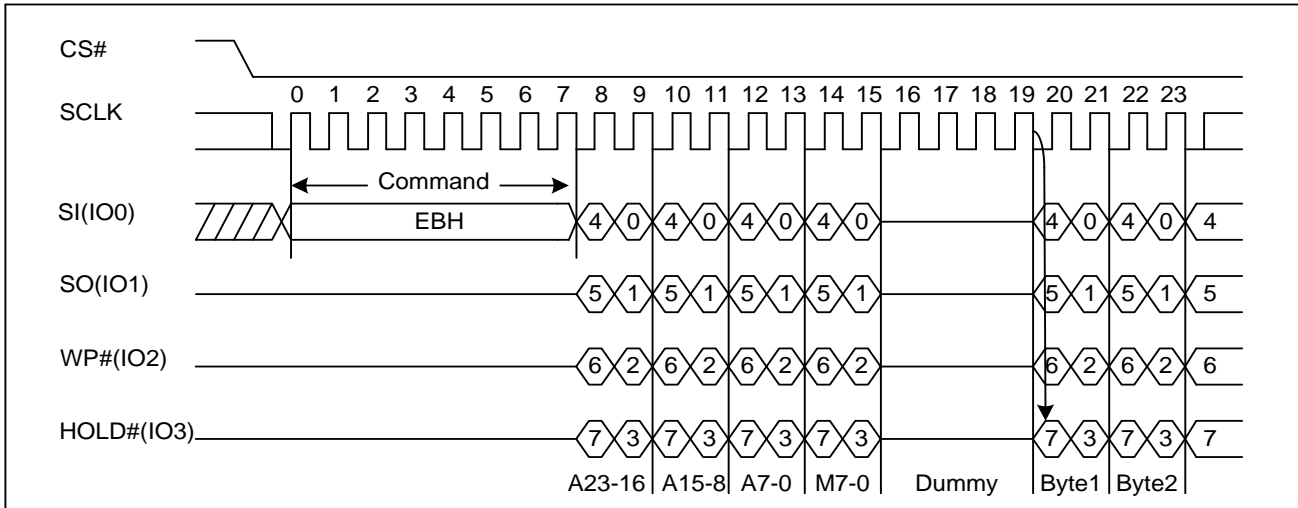 CS#
0 1 2 3 4 5 6 7 8 9 10 11 12 13 14 15 16 17 18 19 20 21 22 23
SCLK
Command
SI(IO0) EBH 4 0 4 0 4 0 4 0 4 0 4 0 4
SO(IO1) 5 1 5 1 5 1 5 1 5 1 5 1 5
WP#(IO2) 6 2 6 2 6 2 6 2 6 2 6 2 6
HOLD#(IO3) 7 3 7 3 7 3 7 3 7 3 7 3 7
A23-16 A15-8 A7-0 M7-0 Dummy Byte1 Byte2